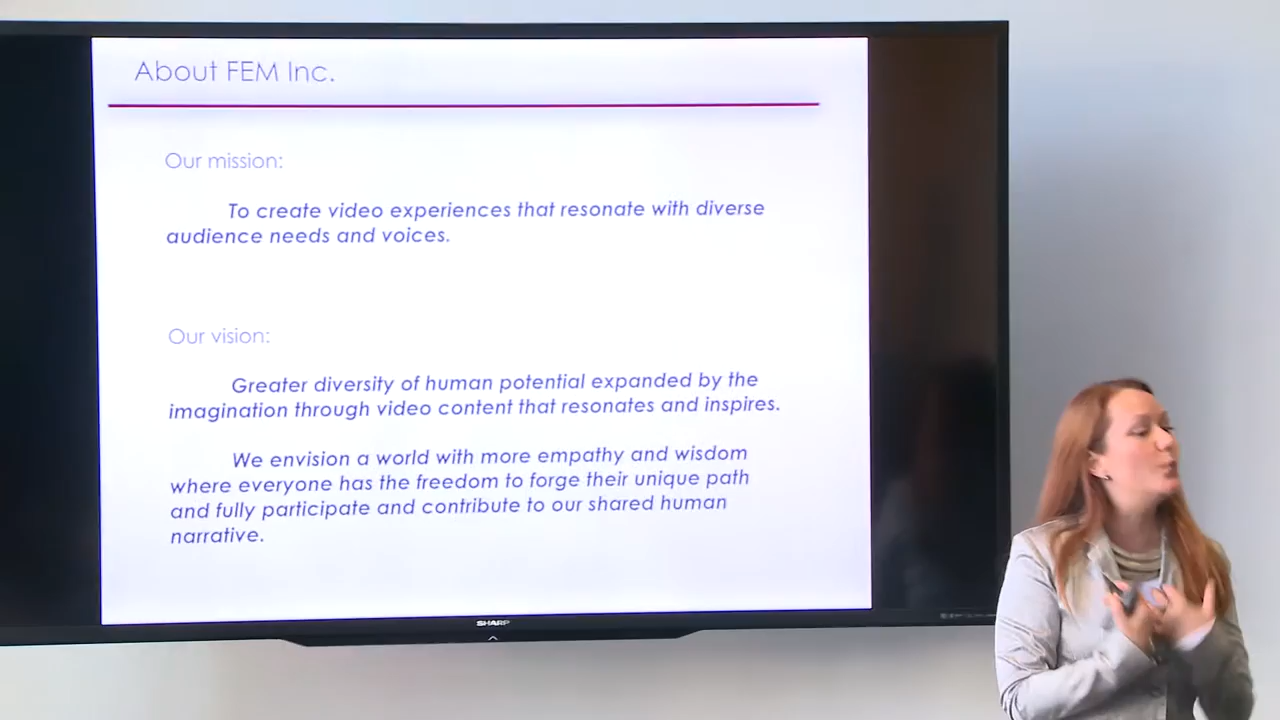 About FEM Inc.
Our mission:
To create video experiences that resonate with diverse
audience needs and voices.
Our vision:
Greater diversity of human potential expanded by the
imagination through video content that resonates and inspires.
We envision a world with more empathy and wisdom
where everyone has the freedom to forge their unique path
and fully participate and contribute to our shared human
narrative.
SHARP